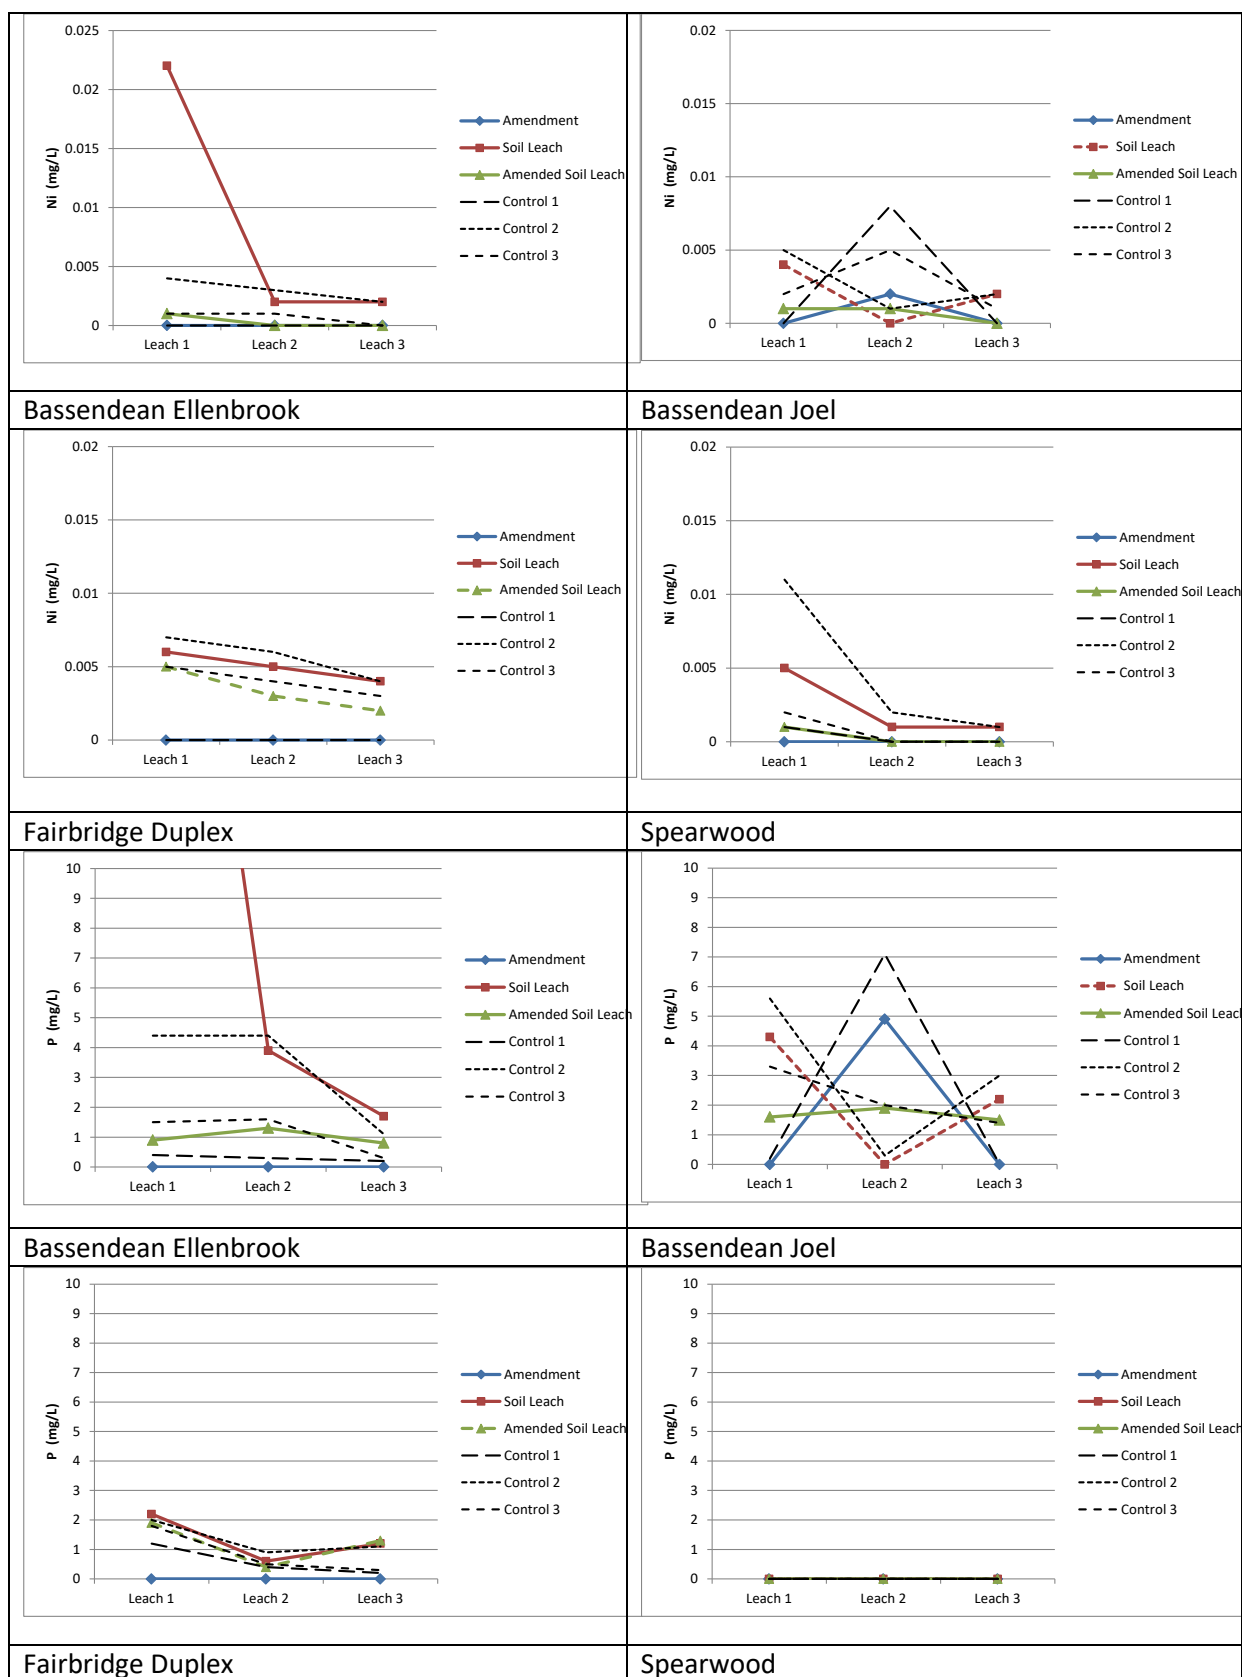 0.025
0.02
0.015
0.01
0.005
0
Ni (mg/L)
Leach 1 Leach 2 Leach 3
Amendment
Soil Leach
Amended Soil Leach
Control 1
Control 2
Control 3
0.02
0.015
0.01
0.005
0
Ni (mg/L)
Leach 1 Leach 2 Leach 3
Amendment
Soil Leach
Amended Soil Leach
Control 1
Control 2
Control 3
Bassendean Ellenbrook
Bassendean Joel
0.02
0.015
0.01
0.005
0
Ni (mg/L)
Leach 1 Leach 2 Leach 3
Amendment
Soil Leach
Amended Soil Leach
Control 1
Control 2
Control 3
0.02
0.015
0.01
0.005
0
Ni (mg/L)
Leach 1 Leach 2 Leach 3
Amendment
Soil Leach
Amended Soil Leach
Control 1
Control 2
Control 3
Fairbridge Duplex
Spearwood
10
9
8
7
6
5
4
3
2
1
0
P (mg/L)
Leach 1 Leach 2 Leach 3
Amendment
Soil Leach
Amended Soil Leach
Control 1
Control 2
Control 3
10
9
8
7
6
5
4
3
2
1
0
P (mg/L)
Leach 1 Leach 2 Leach 3
Amendment
Soil Leach
Amended Soil Leach
Control 1
Control 2
Control 3
Bassendean Ellenbrook
Bassendean Joel
10
9
8
7
6
5
4
3
2
1
0
P (mg/L)
Leach 1 Leach 2 Leach 3
Amendment
Soil Leach
Amended Soil Leach
Control 1
Control 2
Control 3
10
9
8
7
6
5
4
3
2
1
0
P (mg/L)
Leach 1 Leach 2 Leach 3
Amendment
Soil Leach
Amended Soil Leach
Control 1
Control 2
Control 3
Fairbridge Duplex
Spearwood